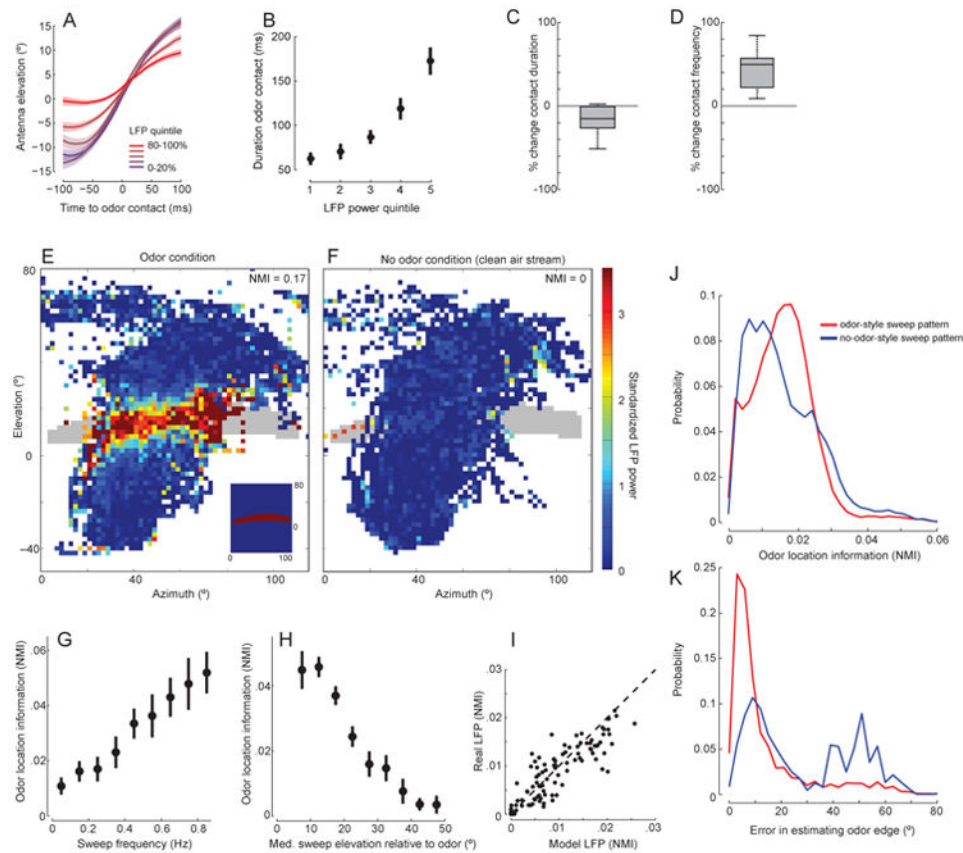 A
Antenna elevation (º)
15
10
5
0
−5
−10
−15
LFP quintile
80-100%
0-20%
−100
−50
0
50
100
Time to odor contact (ms)
B
Duration odor contact (ms)
200
150
100
50
1
2
3
4
5
LFP power quintile
C
% change contact duration
100
0
-100
D
% change contact frequency
100
0
-100
E
Odor condition
NMI = 0.17
80
40
0
−40
Elevation (º)
0
40
80
Azimuth (º)
80
0
0
100
F
No odor condition (clean air stream)
NMI = 0
0
40
80
Azimuth (º)
3
2
1
0
Standardized LFP power
J
0.1
0.08
0.06
0.04
0.02
0
Probability
odor-style sweep pattern
no-odor-style sweep pattern
0
0.02
0.04
0.06
Odor location information (NMI)
G
Odor location information (NMI)
.06
.04
.02
0
0
0.2
0.4
0.6
0.8
Sweep frequency (Hz)
H
Odor location information (NMI)
.04
.02
0
0
10
20
30
40
50
Med. sweep elevation relative to odor (º)
I
Real LFP (NMI)
.03
.02
.01
0
0
.01
.02
.03
Model LFP (NMI)
K
0.25
0.2
0.15
0.1
0.05
0
Probability
0
20
40
60
80
Error in estimating odor edge (º)